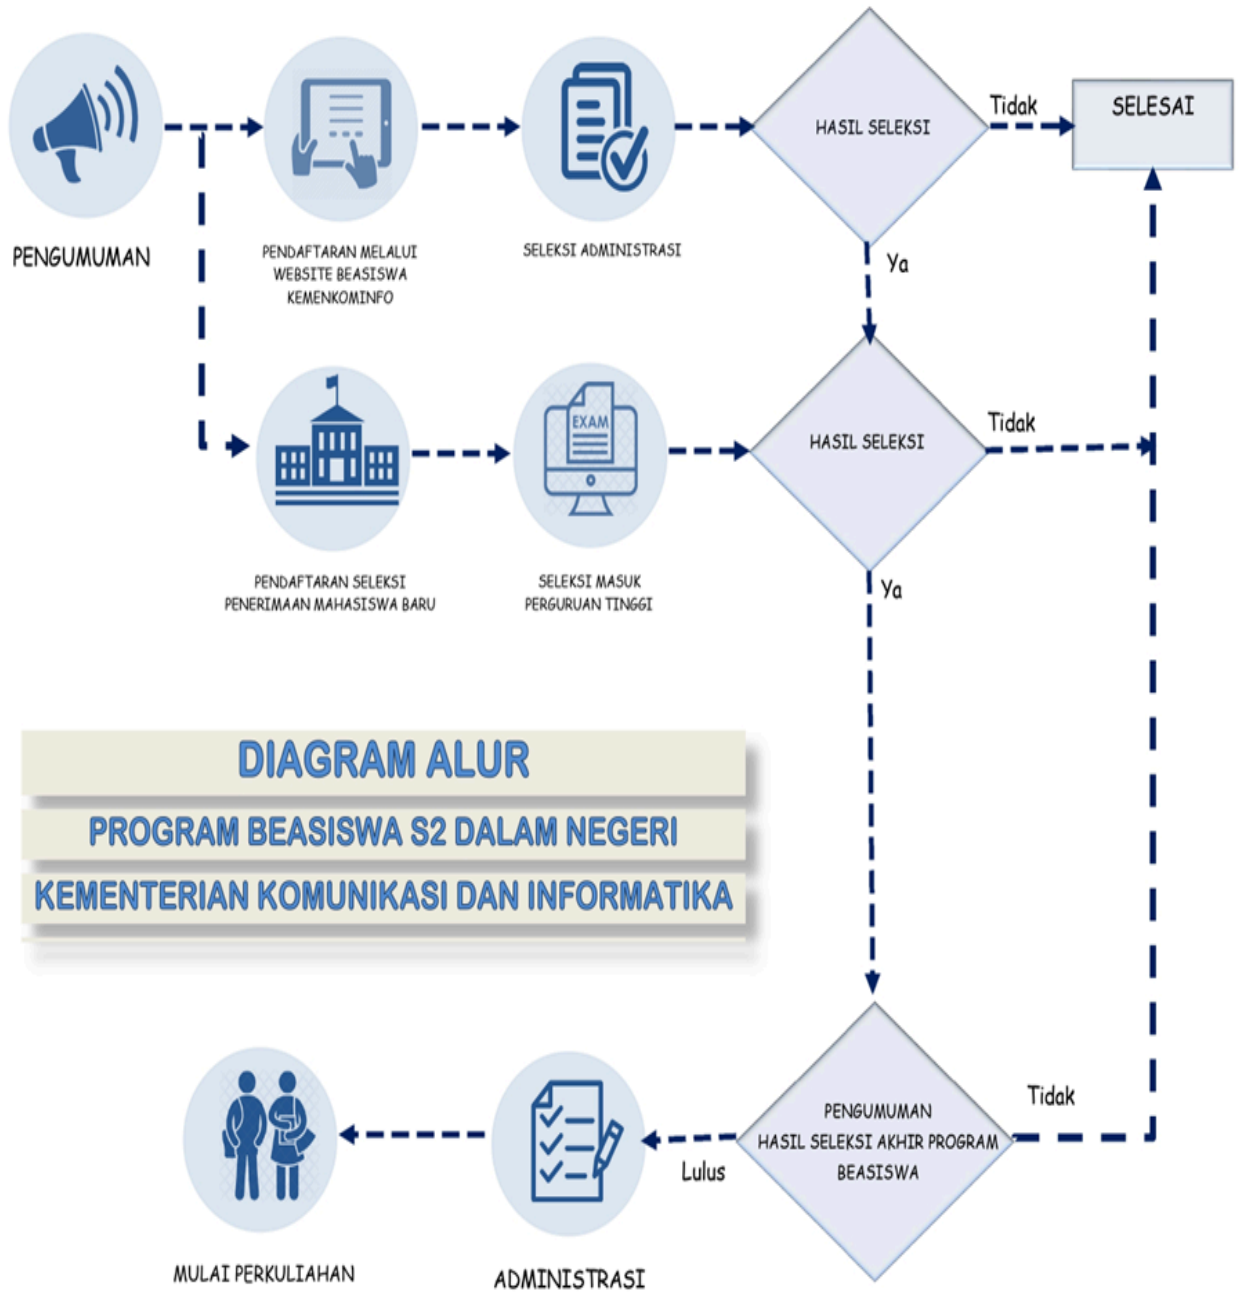 PENGUMUMAN
PENDAFTARAN MELALUI
WEBSITE BEASISWA
KEMENKOMINFO
SELEKSI ADMINISTRASI
HASIL SELEKSI
Tidak
SELESAI
Ya
PENDAFTARAN SELEKSI
PENERIMAAN MAHASISWA BARU
EXAM
SELEKSI MASUK
PERGURUAN TINGGI
HASIL SELEKSI
Tidak
Ya
DIAGRAM ALUR
PROGRAM BEASISWA S2 DALAM NEGERI
KEMENTERIAN KOMUNIKASI DAN INFORMATIKA
PENGUMUMAN
HASIL SELEKSI AKHIR PROGRAM
BEASISWA
Tidak
Lulus
ADMINISTRASI
MULAI PERKULIAHAN